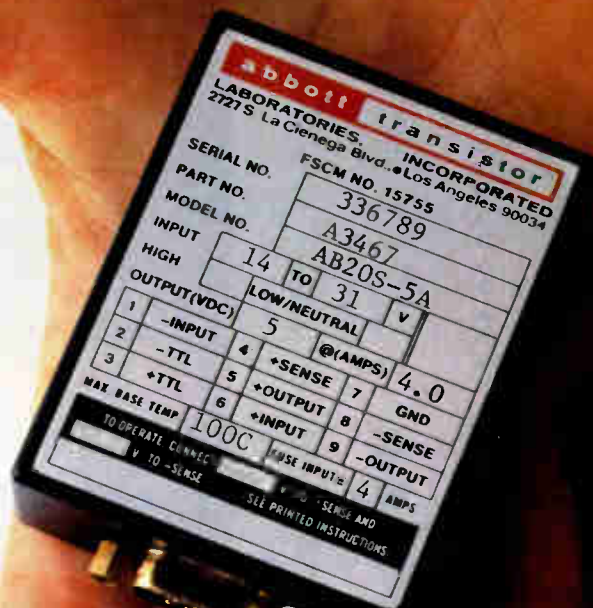 abbott transistor
LABORATORIES, INCORPORATED
2727 S La Cienega Blvd., • Los Angeles 90034
FSCM NO. 15755
SERIAL NO. 336789
PART NO. A3467
MODEL NO. AB20S-5A
INPUT 14 TO 31 V
HIGH LOW/NEUTRAL
OUTPUT(VDC) 5 @(AMPS) 4.0
1 -INPUT 4 +SENSE 7 GND
2 -TTL 5 +OUTPUT 8 -SENSE
3 +TTL 6 +INPUT 9 -OUTPUT
MAX BASE TEMP 100C FUSE INPUT= 4 AMPS
TO OPERATE CONNECT SENSE AND
V TO -SENSE SEE PRINTED INSTRUCTIONS